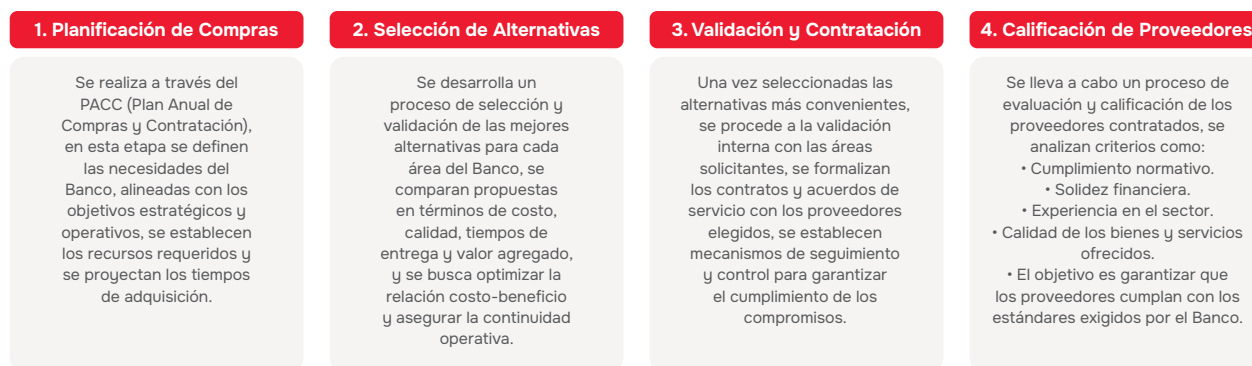 1. Planificación de Compras
Se realiza a través del
PACC (Plan Anual de
Compras y Contratación),
en esta etapa se definen
las necesidades del
Banco, alineadas con los
objetivos estratégicos y
operativos, se establecen
los recursos requeridos y
se proyectan los tiempos
de adquisición.
2. Selección de Alternativas
Se desarrolla un
proceso de selección y
validación de las mejores
alternativas para cada
área del Banco, se
comparan propuestas
en términos de costo,
calidad, tiempos de
entrega y valor agregado,
y se busca optimizar la
relación costo-beneficio
y asegurar la continuidad
operativa.
3. Validación y Contratación
Una vez seleccionadas las
alternativas más convenientes,
se procede a la validación
interna con las áreas
solicitantes, se formalizan
los contratos y acuerdos de
servicio con los proveedores
elegidos, se establecen
mecanismos de seguimiento
y control para garantizar
el cumplimiento de los
compromisos.
4. Calificación de Proveedores
Se lleva a cabo un proceso de
evaluación y calificación de los
proveedores contratados, se
analizan criterios como:
• Cumplimiento normativo.
• Solidez financiera.
• Experiencia en el sector.
• Calidad de los bienes y servicios
ofrecidos.
• El objetivo es garantizar que
los proveedores cumplan con los
estándares exigidos por el Banco.